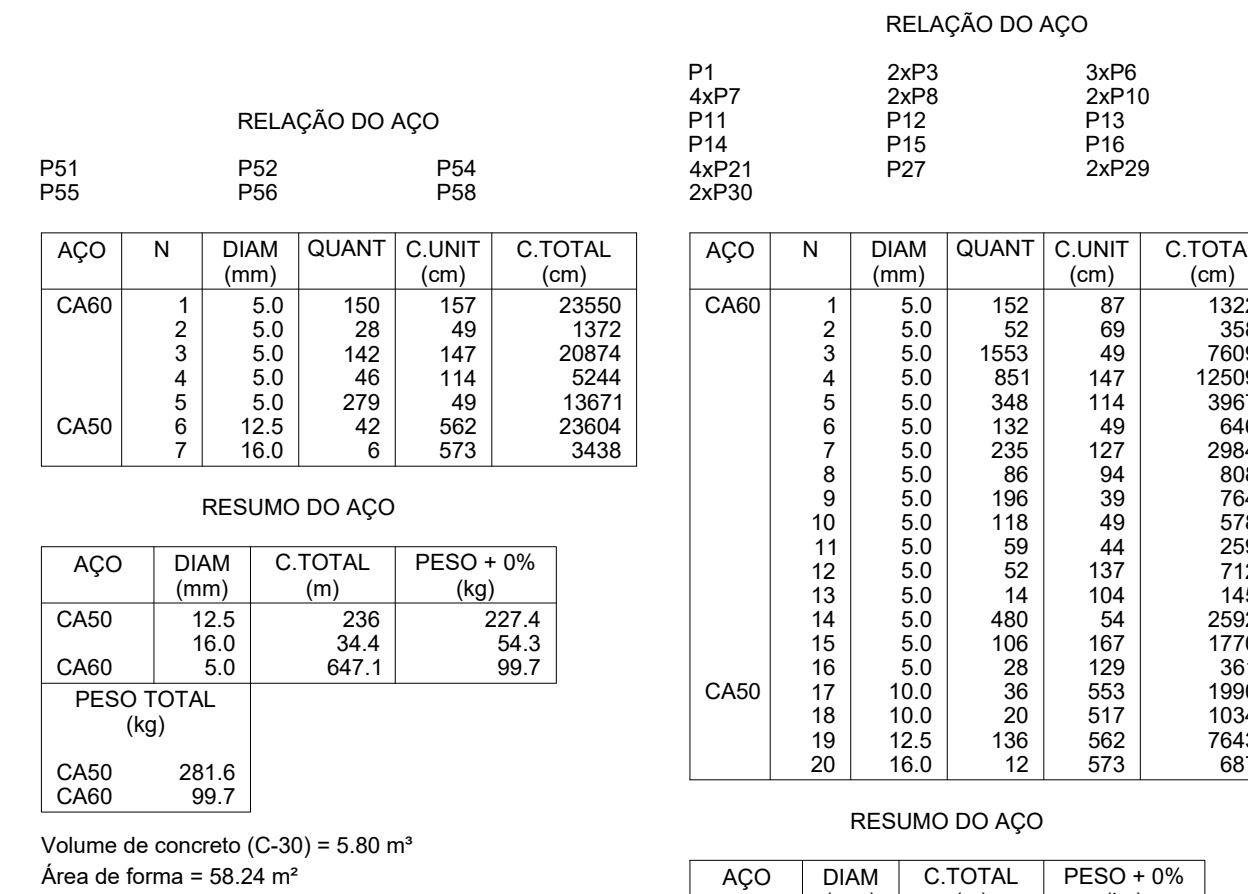 RELAÇÃO DO AÇO
P51 P52 P54
P55 P56 P58
AÇO N DIAM QUANT C.UNIT C.TOTAL
(mm) (cm) (cm)
CA60 1 5.0 150 157 23550
2 5.0 28 49 1372
3 5.0 142 147 20874
4 5.0 46 114 5244
5 5.0 279 49 13671
CA50 6 12.5 42 562 23604
7 16.0 6 573 3438
RESUMO DO AÇO
AÇO DIAM C.TOTAL PESO + 0%
(mm) (m) (kg)
CA50 12.5 236 227.4
16.0 34.4 54.3
CA60 5.0 647.1 99.7
PESO TOTAL
(kg)
CA50 281.6
CA60 99.7
Volume de concreto (C-30) = 5.80 m³
Área de forma = 58.24 m²
RELAÇÃO DO AÇO
P1 2xP3 3xP6
4xP7 2xP8 2xP10
P11 P12 P13
P14 P15 P16
4xP21 P27 2xP29
2xP30
AÇO N DIAM QUANT C.UNIT
(mm) (cm) (cm)
CA60 1 5.0 152 87
2 5.0 52 69
3 5.0 1553 49
4 5.0 851 147
5 5.0 348 114
6 5.0 132 49
7 5.0 235 127
8 5.0 86 94
9 5.0 196 39
10 5.0 118 49
11 5.0 59 44
12 5.0 52 137
13 5.0 14 104
14 5.0 480 54
15 5.0 106 167
16 5.0 28 129
CA50 17 10.0 36 553
18 10.0 20 517
19 12.5 136 562
20 16.0 12 573
RESUMO DO AÇO
AÇO DIAM C.TOTAL PESO + 0%